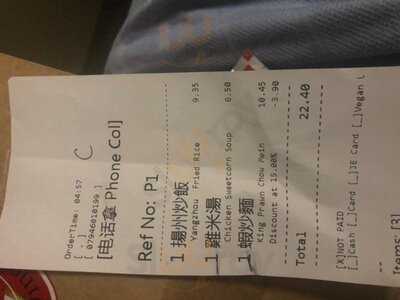 OrderTime: 04:57
[ ]
[ 07946010199 ]
C
[电话拿 Phone Col]
Ref No: P1
1 揚州炒飯
Yangzhou Fried Rice 9.35
1 雞米湯
Chicken Sweetcorn Soup 6.50
1 蝦炒麵
King Prawn Chow Mein 10.45
Discount at 15.00% -3.90
Total 22.40
[X]NOT PAID
[_]Cash [_]Card [_]JE Card [_]Vegan
Items: [3]